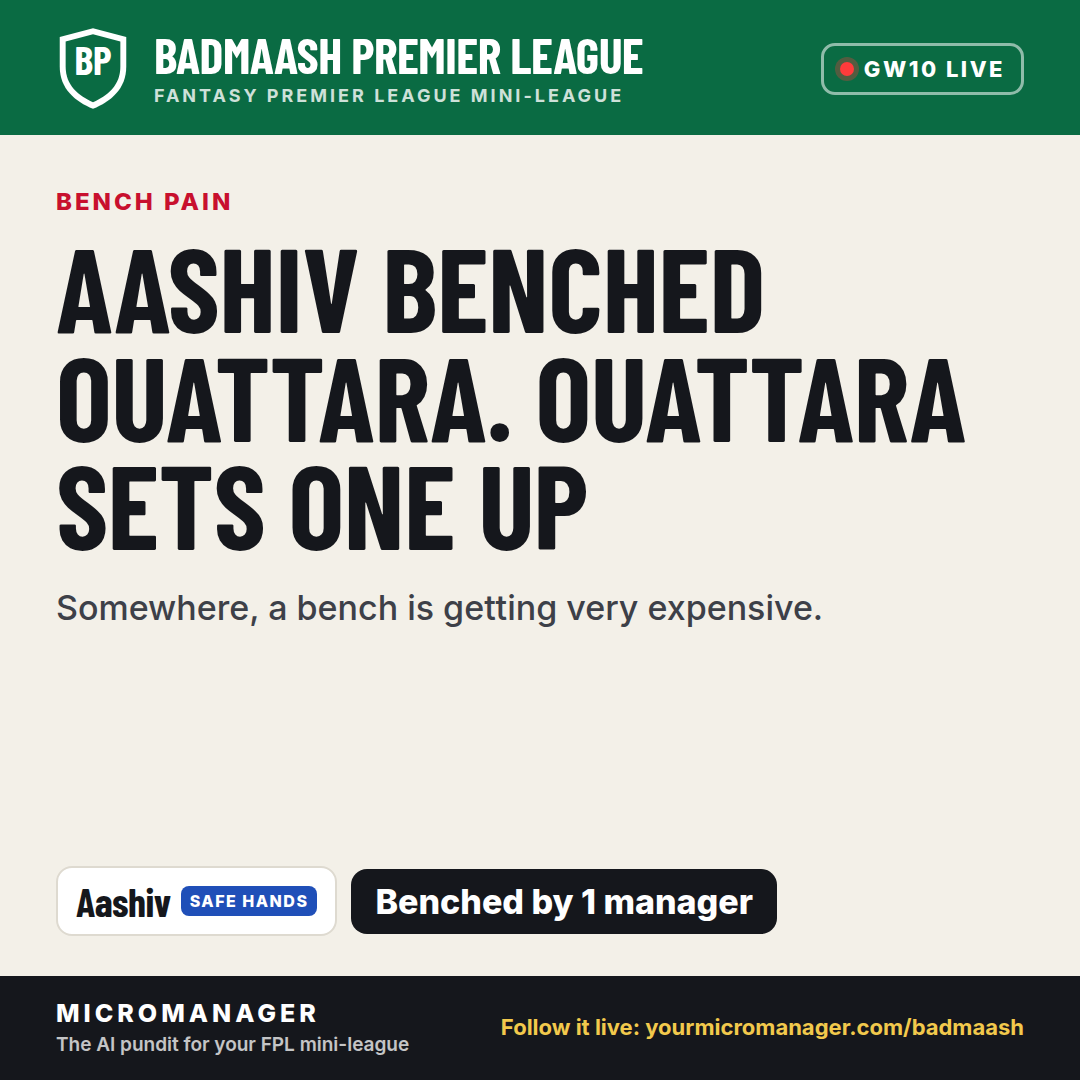 BP
BADMAASH PREMIER LEAGUE
FANTASY PREMIER LEAGUE MINI-LEAGUE
GW10 LIVE
BENCH PAIN
AASHIV BENCHED
OUATTARA. OUATTARA
SETS ONE UP
Somewhere, a bench is getting very expensive.
Aashiv SAFE HANDS
Benched by 1 manager
MICROMANAGER
The AI pundit for your FPL mini-league
Follow it live: yourmicromanager.com/badmaash